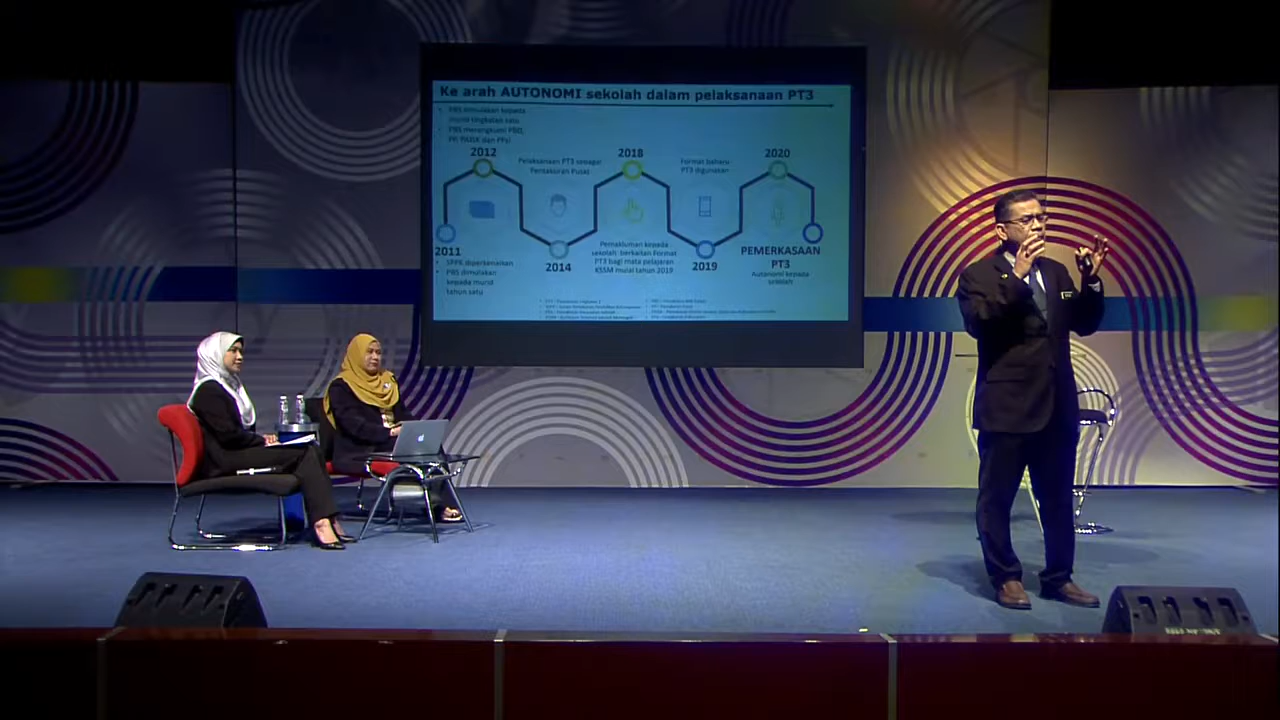 Ke arah AUTONOMI sekolah dalam pelaksanaan PT3
PBS dimulakan kepada
murid tingkatan satu
PBS merangkumi PBD,
PP, PAJSK dan PPsi
2012
Pelaksanaan PT3 sebagai
Pentaksiran Pusat
2018
Format baharu
PT3 digunakan
2020
2011
SPPK diperkenalkan
PBS dimulakan
kepada murid
tahun satu
2014
Pemakluman kepada
sekolah berkaitan Format
PT3 bagi mata pelajaran
KSSM mulai tahun 2019
2019
PEMERKASAAN
PT3
Autonomi kepada
sekolah